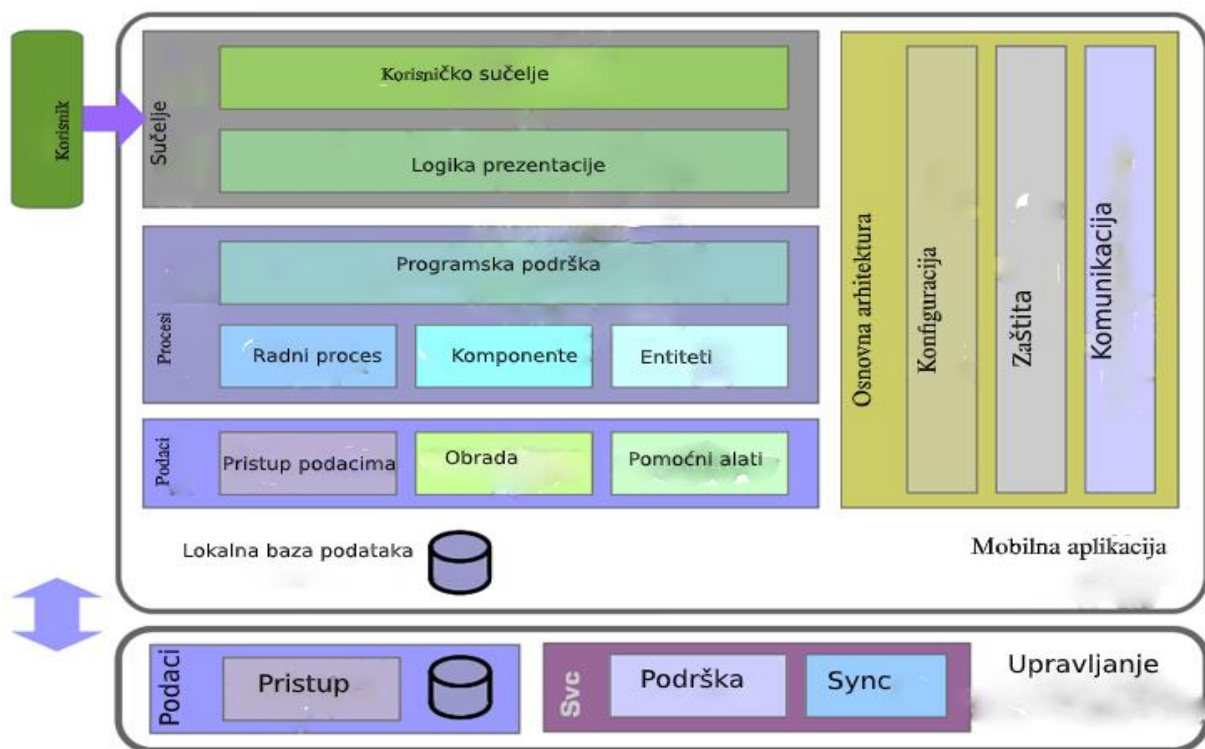 Korisnik
Sučelje
Korisničko sučelje
Logika prezentacije
Procesi
Programska podrška
Radni proces
Komponente
Entiteti
Podaci
Pristup podacima
Obrada
Pomoćni alati
Lokalna baza podataka
Osnovna arhitektura
Konfiguracija
Zaštita
Komunikacija
Mobilna aplikacija
Podaci
Pristup
Svc
Podrška
Sync
Upravljanje